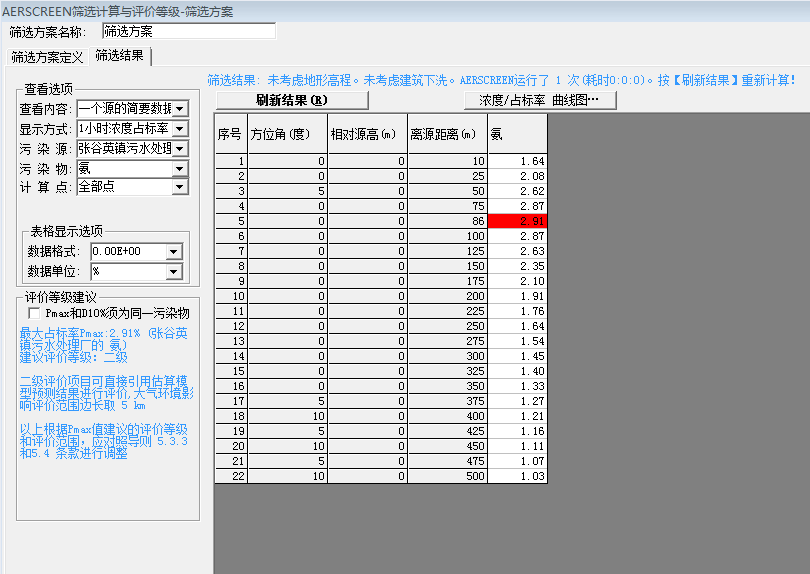 AERSCREEN筛选计算与评价等级-筛选方案
筛选方案名称: 筛选方案
筛选方案定义 筛选结果
筛选结果: 未考虑地形高程。未考虑建筑下洗。AERSCREEN运行了 1 次(耗时0:0:0)。按【刷新结果】重新计算!
刷新结果(R) 浓度/占标率 曲线图…
查看选项
查看内容: 一个源的简要数据
显示方式: 1小时浓度占标率
污 染 源: 张谷英镇污水处理
污 染 物: 氨
计 算 点: 全部点
表格显示选项
数据格式: 0.00E+00
数据单位: %
评价等级建议
Pmax和D10%须为同一污染物
最大占标率Pmax:2.91% (张谷英
镇污水处理厂的 氨)
建议评价等级: 二级
二级评价项目可直接引用估算模
型预测结果进行评价,大气环境影
响评价范围边长取 5 km
以上根据Pmax值建议的评价等级
和评价范围，应对照导则 5.3.3
和5.4 条款进行调整
序号 方位角(度) 相对源高(m) 离源距离(m) 氨
1 0 0 10 1.64
2 0 0 25 2.08
3 5 0 50 2.62
4 0 0 75 2.87
5 0 0 86 2.91
6 0 0 100 2.87
7 0 0 125 2.63
8 0 0 150 2.35
9 0 0 175 2.10
10 0 0 200 1.91
11 0 0 225 1.76
12 0 0 250 1.64
13 0 0 275 1.54
14 0 0 300 1.45
15 0 0 325 1.40
16 0 0 350 1.33
17 5 0 375 1.27
18 10 0 400 1.21
19 5 0 425 1.16
20 10 0 450 1.11
21 5 0 475 1.07
22 10 0 500 1.03